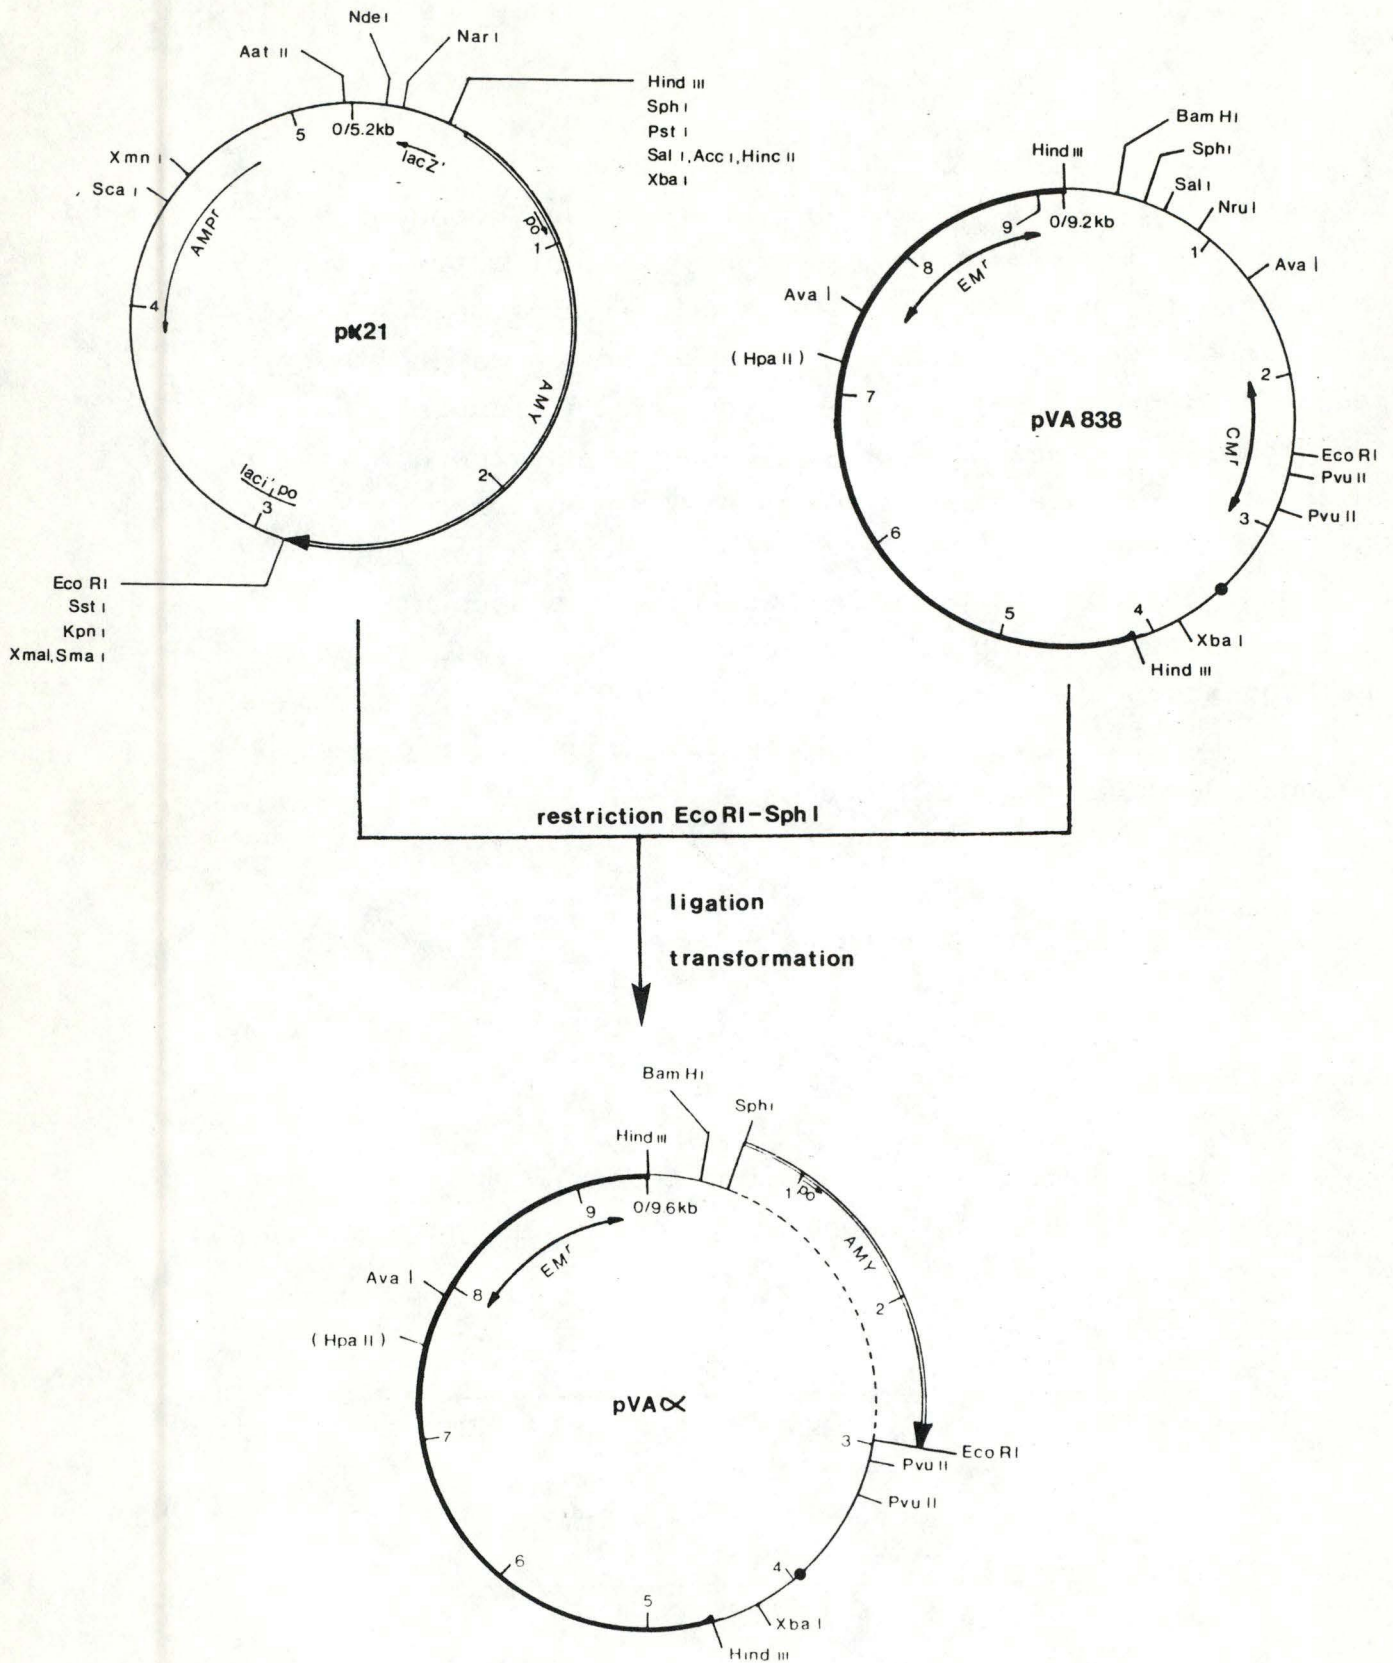 Nde I
Nar I
Aat II
Hind III
Sph I
Pst I
Sal I, Acc I, Hinc II
Xba I
0/5.2kb
5
lacZ'
Xmn I
Sca I
AMPr
po
1
4
pK21
AMY
2
laci', po
3
Eco RI
Sst I
Kpn I
XmaI, Sma I
Bam HI
Sph I
Hind III
Sal I
Nru I
9
0/9.2kb
1
8
EMr
Ava I
Ava I
(Hpa II)
7
2
pVA 838
CMr
Eco RI
Pvu II
Pvu II
3
6
5
4
Xba I
Hind III
restriction Eco RI-Sph I
ligation
transformation
Bam HI
Sph I
Hind III
1
po
9
0/9.6kb
EMr
AMY
Ava I
8
2
(Hpa II)
pVA∝
7
3
Eco RI
Pvu II
Pvu II
6
4
5
Xba I
Hind III